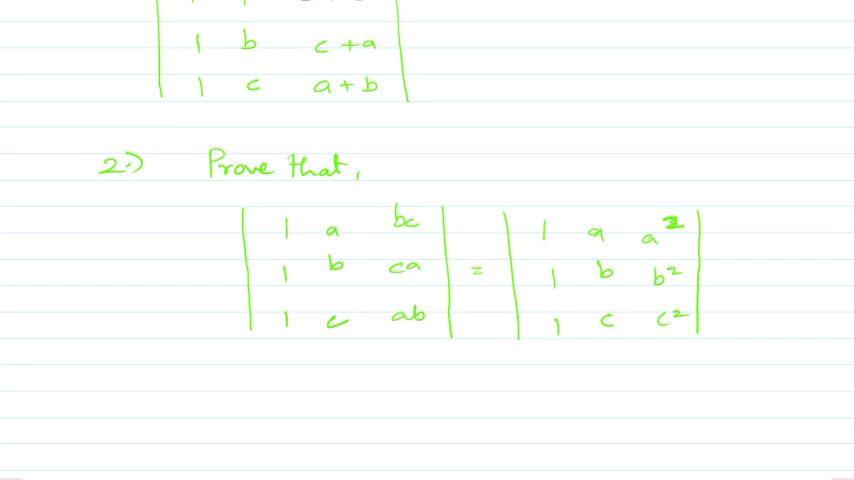 1 b c+a
1 c a+b
2.) Prove that,
| 1 a bc | = | 1 a a² |
| 1 b ca | | 1 b b² |
| 1 c ab | | 1 c c² |